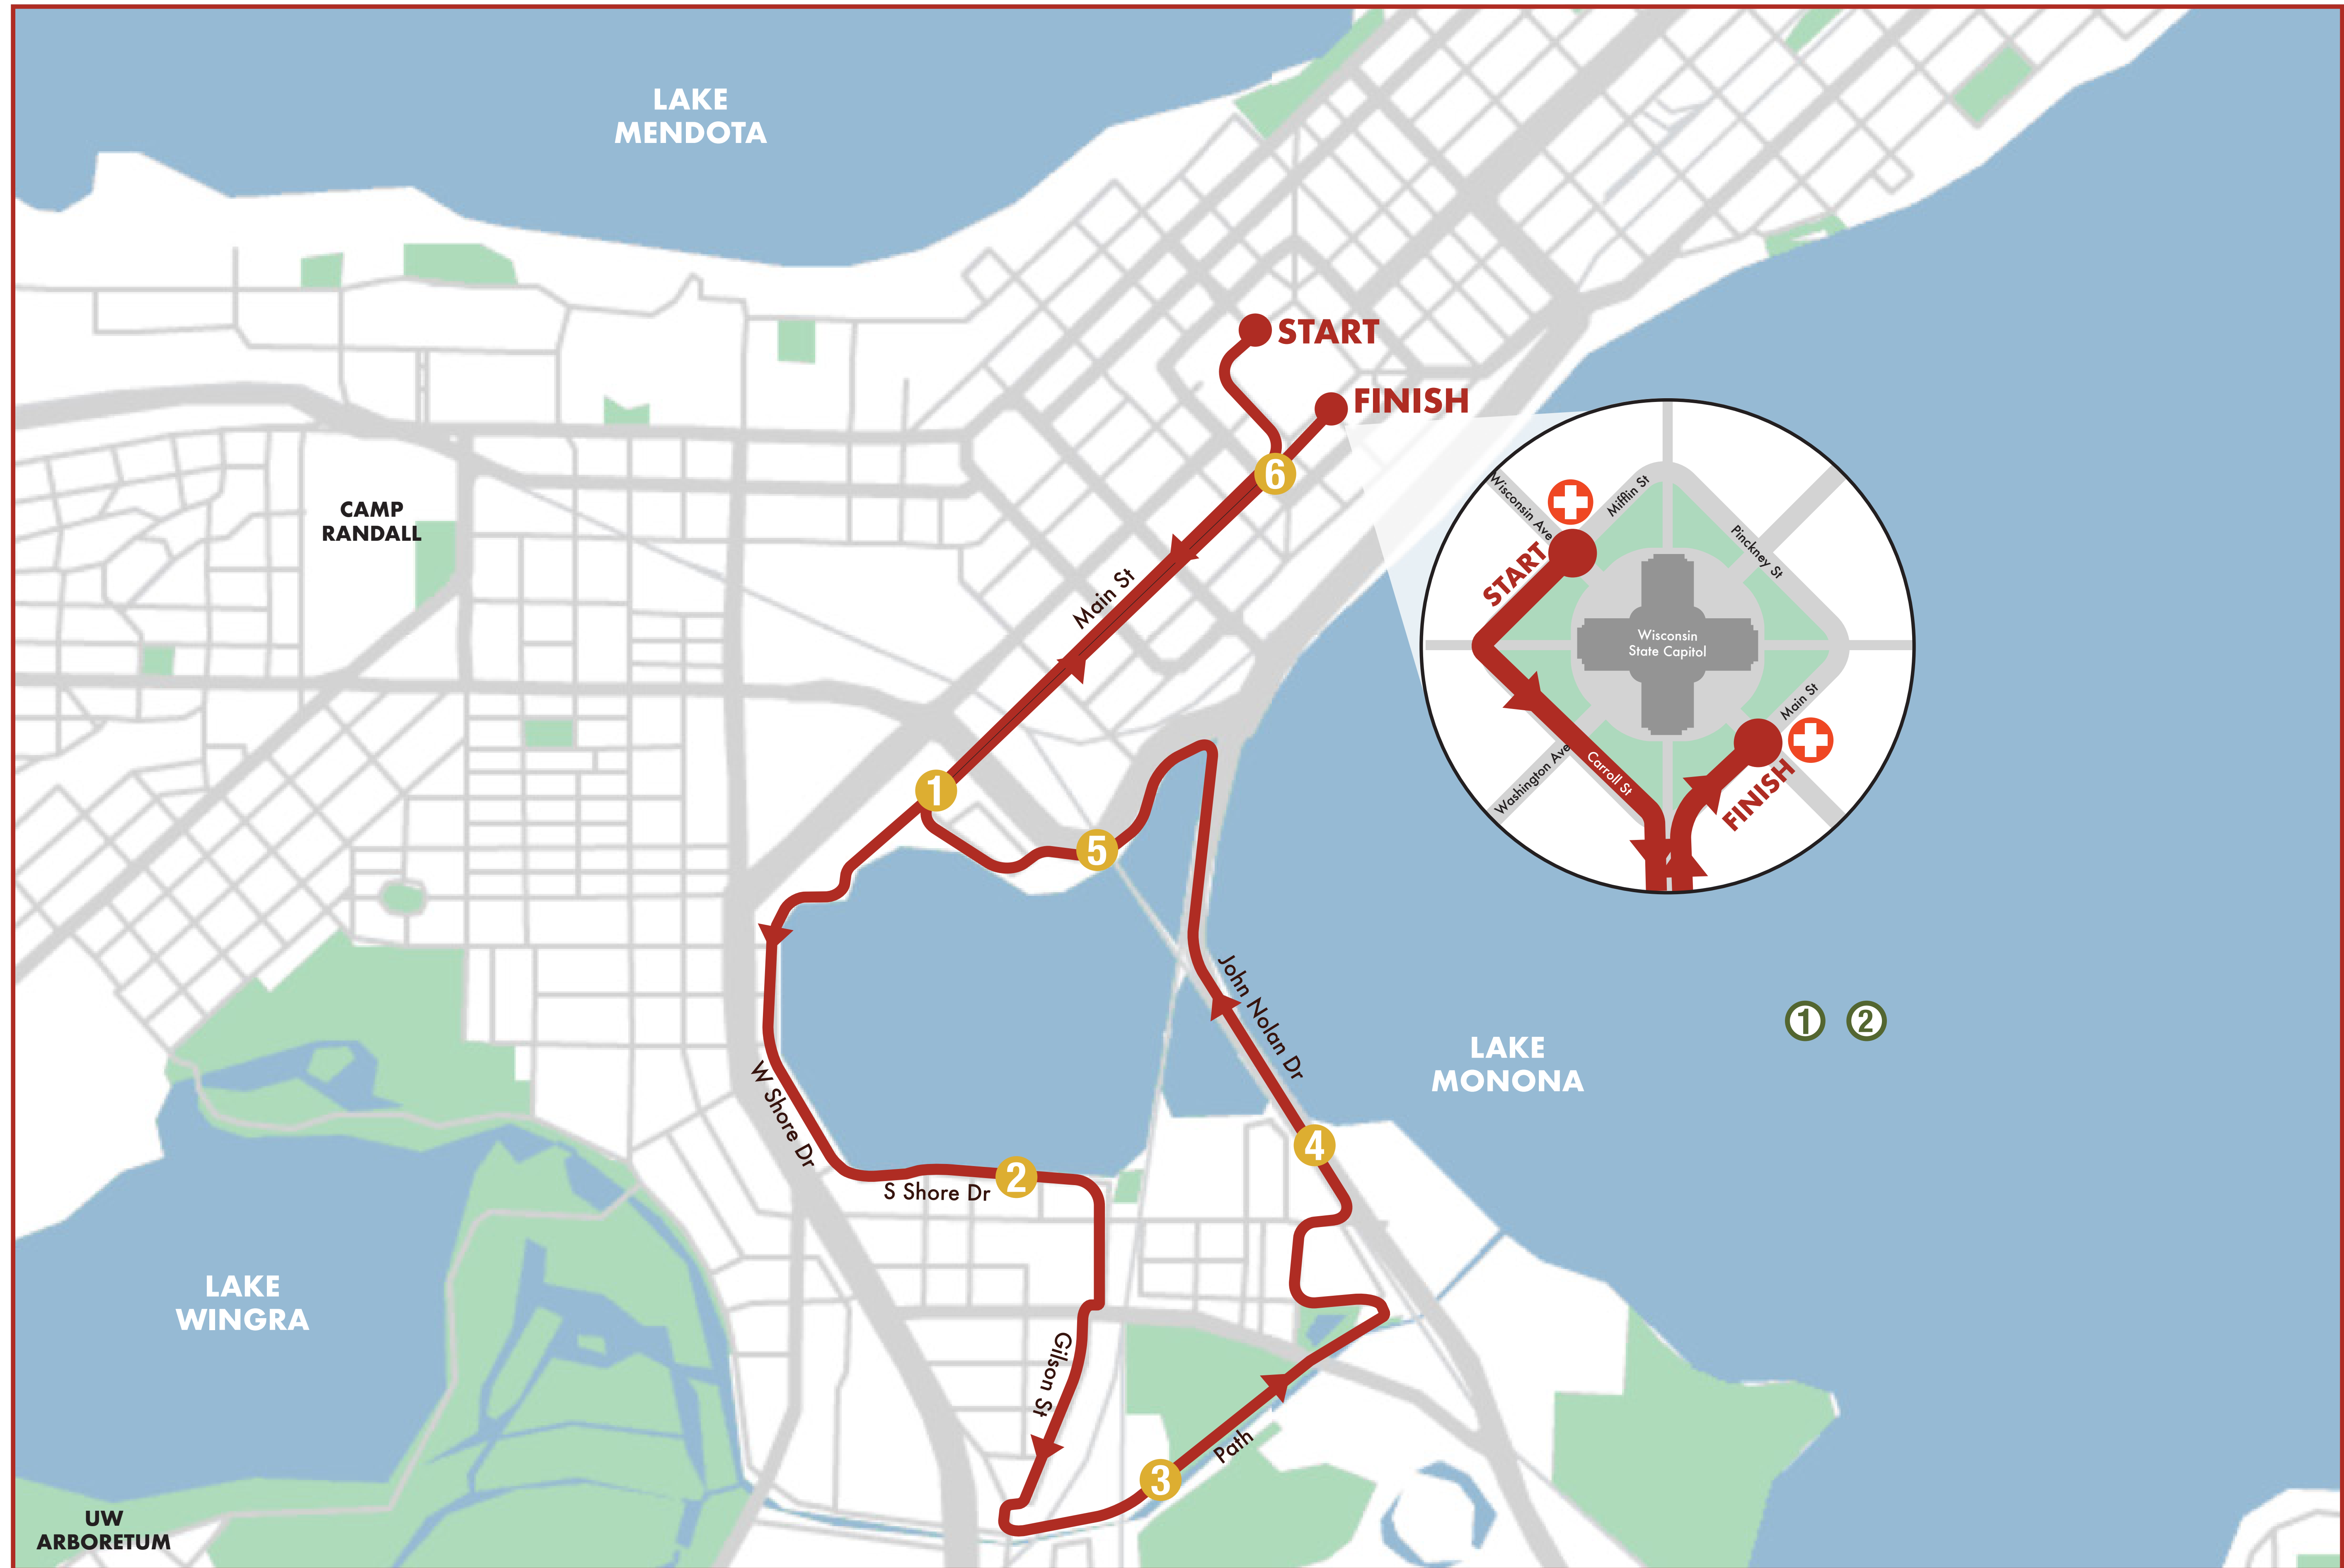 LAKE
MENDOTA
START
FINISH
CAMP
RANDALL
6
Main St
1
5
Wisconsin Ave
Mifflin St
Pinckney St
START
Wisconsin
State Capitol
Main St
Washington Ave
Carroll St
FINISH
John Nolan Dr
1
2
LAKE
MONONA
W Shore Dr
4
2
S Shore Dr
LAKE
WINGRA
Gilson St
Path
3
UW
ARBORETUM